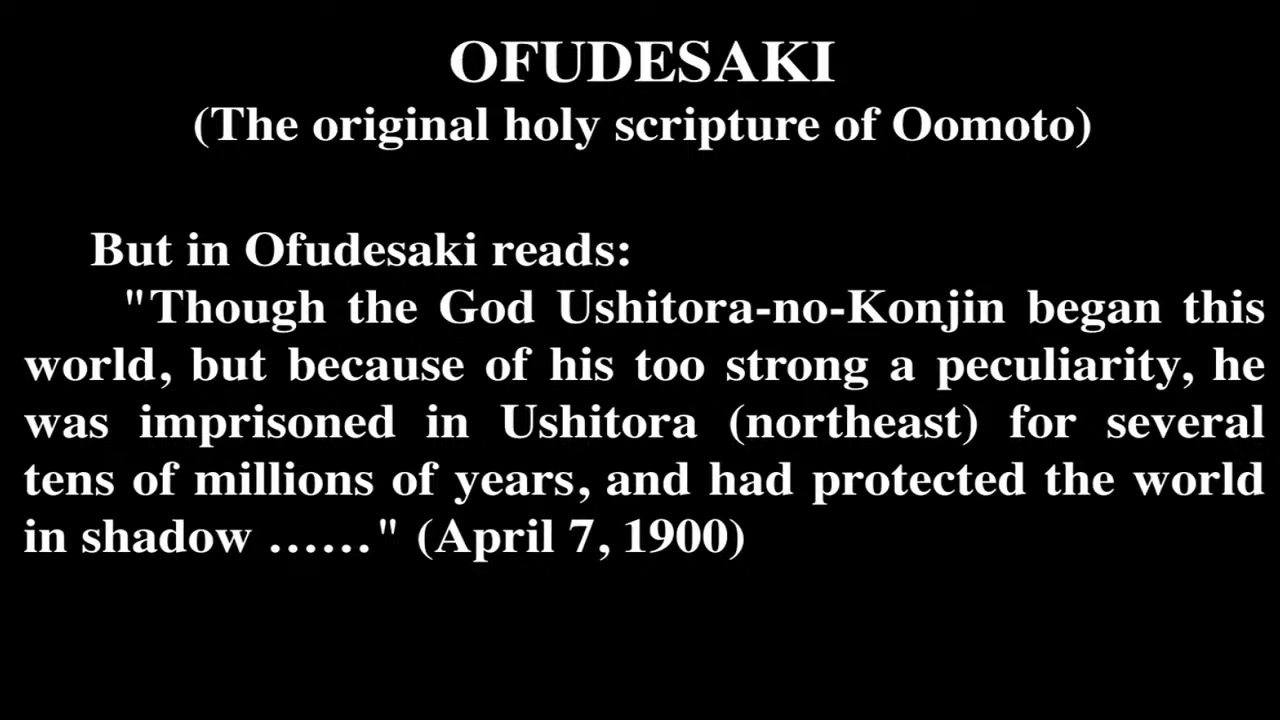 OFUDESAKI
(The original holy scripture of Oomoto)
But in Ofudesaki reads:
"Though the God Ushitora-no-Konjin began this
world, but because of his too strong a peculiarity, he
was imprisoned in Ushitora (northeast) for several
tens of millions of years, and had protected the world
in shadow ......" (April 7, 1900)